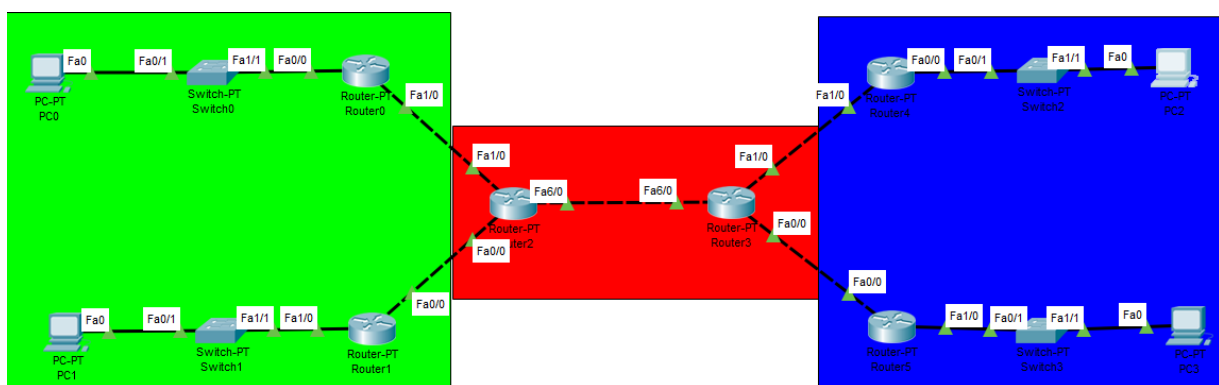 Fa0
Fa0/1
Fa1/1
Fa0/0
PC-PT
PC0
Switch-PT
Switch0
Router-PT
Router0
Fa1/0
Fa1/0
Fa6/0
Router-PT
uter2
Fa0/0
Fa0/0
Fa0
Fa0/1
Fa1/1
Fa1/0
PC-PT
PC1
Switch-PT
Switch1
Router-PT
Router1
Fa6/0
Fa1/0
Router-PT
Router3
Fa0/0
Fa0/0
Fa0/1
Fa1/1
Fa0
Fa1/0
Router-PT
Router4
Switch-PT
Switch2
PC-PT
PC2
Fa0/0
Fa1/0
Fa0/1
Fa1/1
Fa0
Router-PT
Router5
Switch-PT
Switch3
PC-PT
PC3